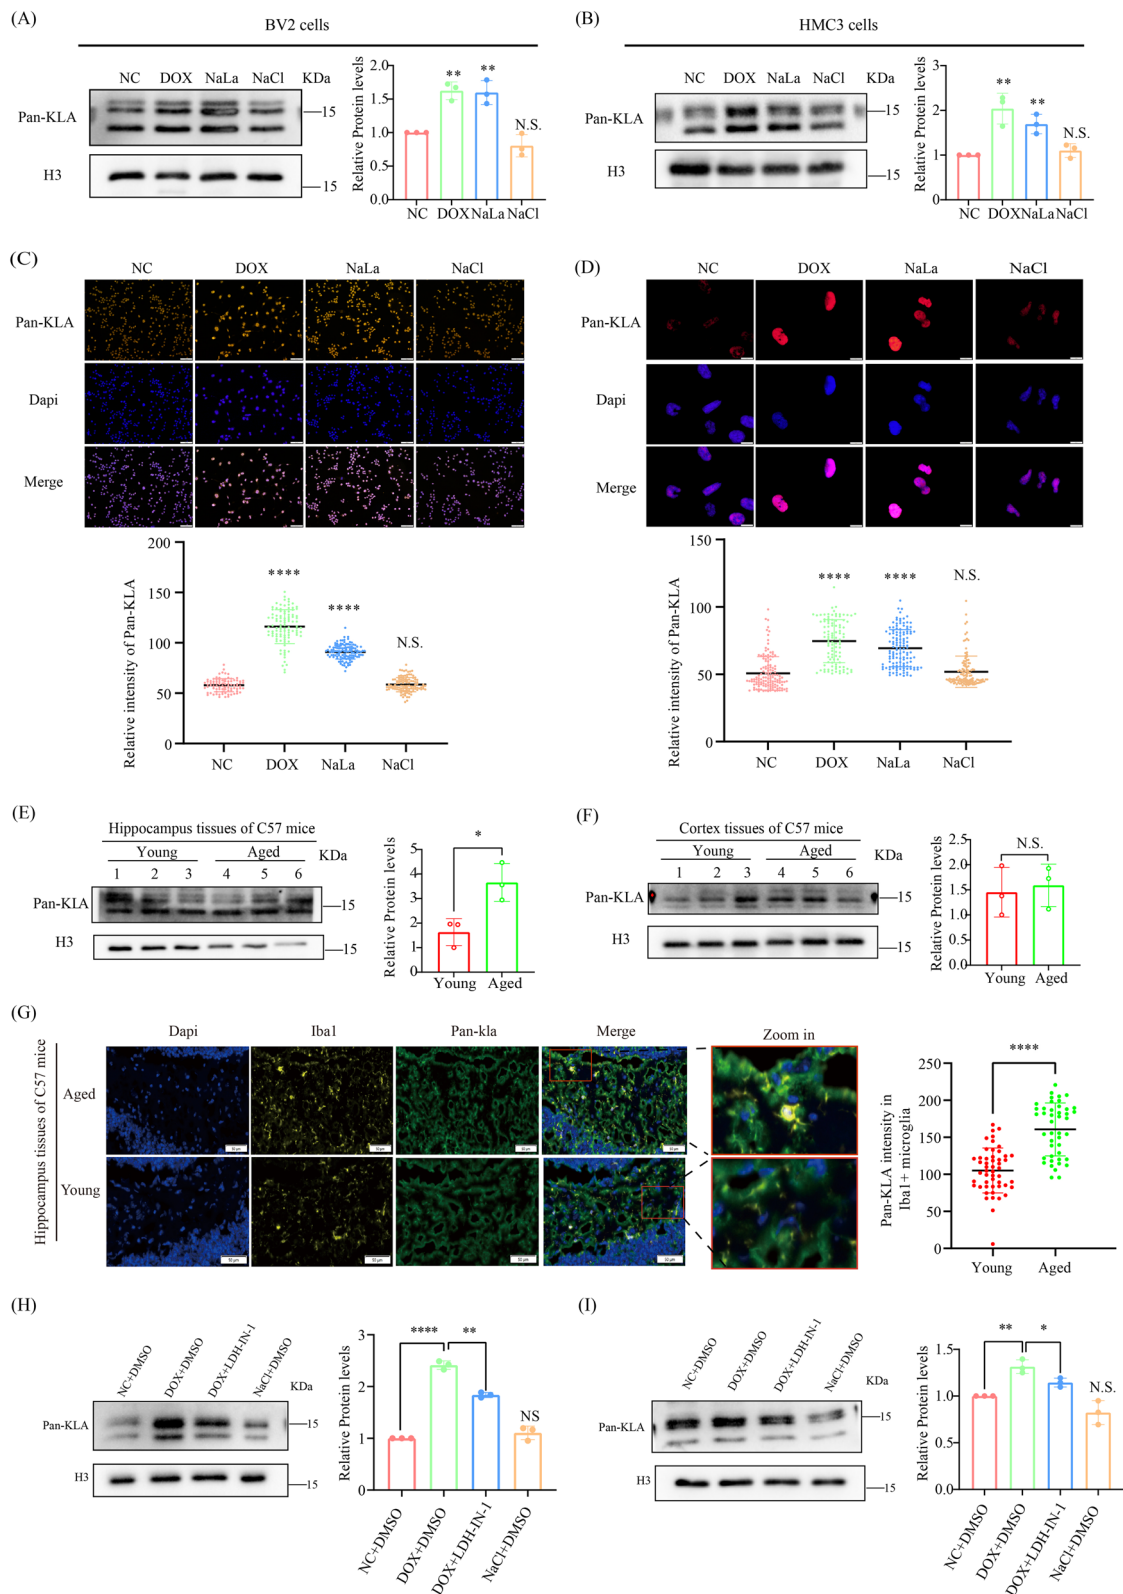 (A)
BV2 cells
NC DOX NaLa NaCl KDa
Pan-KLA
15
H3
15
Relative Protein levels
2.0
1.5
1.0
0.5
0.0
** **
N.S.
NC DOX NaLa NaCl
(B)
HMC3 cells
NC DOX NaLa NaCl KDa
Pan-KLA
15
H3
15
Relative Protein levels
3
2
1
0
**
**
N.S.
NC DOX NaLa NaCl
(C)
NC DOX NaLa NaCl
Pan-KLA
Dapi
Merge
Relative intensity of Pan-KLA
200
150
100
50
0
****
****
N.S.
NC DOX NaLa NaCl
(D)
NC DOX NaLa NaCl
Pan-KLA
Dapi
Merge
Relative intensity of Pan-KLA
150
100
50
0
**** ****
N.S.
NC DOX NaLa NaCl
(E)
Hippocampus tissues of C57 mice
Young Aged KDa
1 2 3 4 5 6
Pan-KLA
15
H3
15
Relative Protein levels
5
4
3
2
1
0
*
Young Aged
(F)
Cortex tissues of C57 mice
Young Aged KDa
1 2 3 4 5 6
Pan-KLA
15
H3
15
Relative Protein levels
2.5
2.0
1.5
1.0
0.5
0.0
N.S.
Young Aged
(G)
Hippocampus tissues of C57 mice
Dapi Iba1 Pan-kla Merge Zoom in
Aged
Young
Pan-KLA intensity in
Iba1+ microglia
250
200
150
100
50
0
****
Young Aged
(H)
NC+DMSO
DOX+DMSO
DOX+LDH-IN-1
NaCl+DMSO
KDa
Pan-KLA
15
H3
15
Relative Protein levels
3
2
1
0
**** **
NS
NC+DMSO
DOX+DMSO
DOX+LDH-IN-1
NaCl+DMSO
(I)
NC+DMSO
DOX+DMSO
DOX+LDH-IN-1
NaCl+DMSO
KDa
Pan-KLA
15
H3
15
Relative Protein levels
1.5
1.0
0.5
0.0
** *
N.S.
NC+DMSO
DOX+DMSO
DOX+LDH-IN-1
NaCl+DMSO